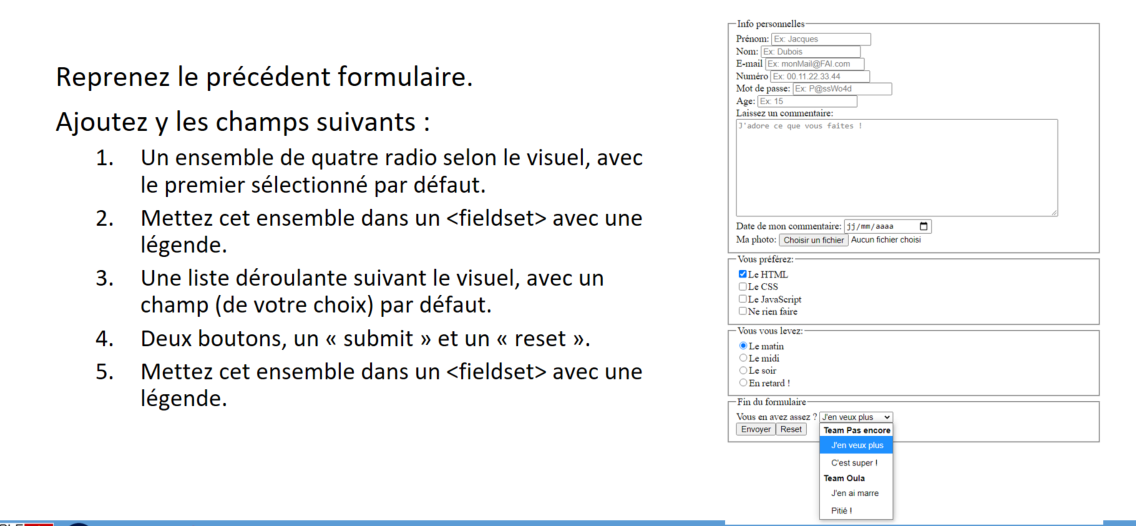 Reprenez le précédent formulaire.
Ajoutez y les champs suivants :
1. Un ensemble de quatre radio selon le visuel, avec
le premier sélectionné par défaut.
2. Mettez cet ensemble dans un <fieldset> avec une
légende.
3. Une liste déroulante suivant le visuel, avec un
champ (de votre choix) par défaut.
4. Deux boutons, un « submit » et un « reset ».
5. Mettez cet ensemble dans un <fieldset> avec une
légende.
Info personnelles
Prénom: Ex: Jacques
Nom: Ex: Dubois
E-mail Ex: monMail@FAI.com
Numéro Ex: 00.11.22.33.44
Mot de passe: Ex: P@ssWo4d
Age: Ex: 15
Laissez un commentaire:
J'adore ce que vous faites !
Date de mon commentaire: jj/mm/aaaa
Ma photo: Choisir un fichier Aucun fichier choisi
Vous préférez:
Le HTML
Le CSS
Le JavaScript
Ne rien faire
Vous vous levez:
Le matin
Le midi
Le soir
En retard !
Fin du formulaire
Vous en avez assez ? J'en veux plus
Envoyer Reset
Team Pas encore
J'en veux plus
C'est super !
Team Oula
J'en ai marre
Pitié !